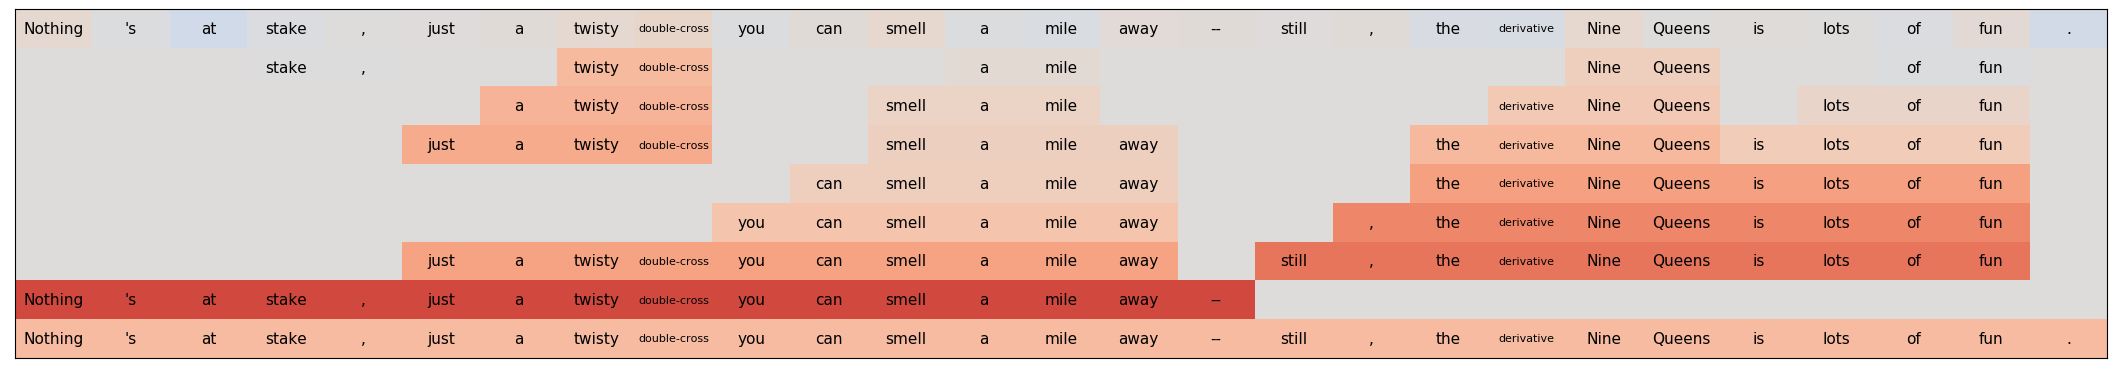 Nothing 's at stake , just a twisty double-cross you can smell a mile away -- still , the derivative Nine Queens is lots of fun .
stake , twisty double-cross a mile Nine Queens of fun
a twisty double-cross smell a mile derivative Nine Queens lots of fun
just a twisty double-cross smell a mile away the derivative Nine Queens is lots of fun
can smell a mile away the derivative Nine Queens is lots of fun
you can smell a mile away , the derivative Nine Queens is lots of fun
just a twisty double-cross you can smell a mile away still , the derivative Nine Queens is lots of fun
Nothing 's at stake , just a twisty double-cross you can smell a mile away --
Nothing 's at stake , just a twisty double-cross you can smell a mile away -- still , the derivative Nine Queens is lots of fun .